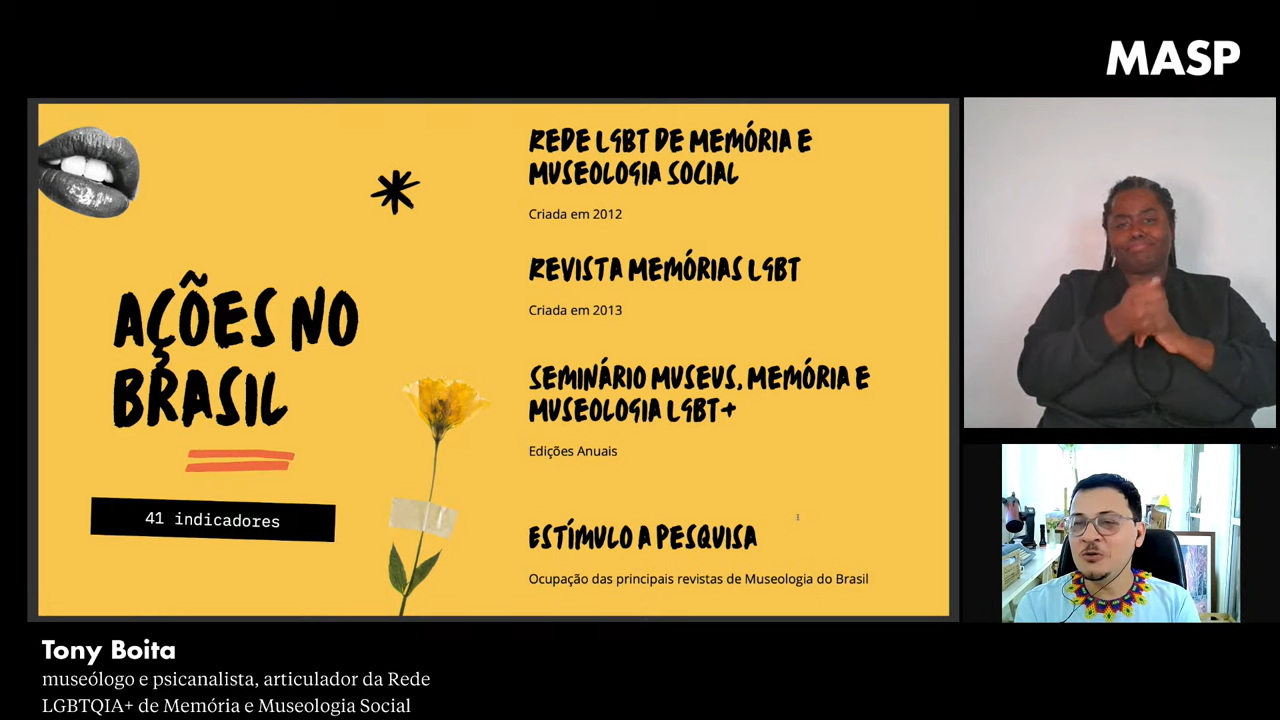 MASP
AÇÕES NO
BRASIL
41 indicadores
REDE LGBT DE MEMÓRIA E
MUSEOLOGIA SOCIAL
Criada em 2012
REVISTA MEMÓRIAS LGBT
Criada em 2013
SEMINÁRIO MUSEUS, MEMÓRIA E
MUSEOLOGIA LGBT+
Edições Anuais
ESTÍMULO A PESQUISA
Ocupação das principais revistas de Museologia do Brasil
Tony Boita
museólogo e psicanalista, articulador da Rede
LGBTQIA+ de Memória e Museologia Social